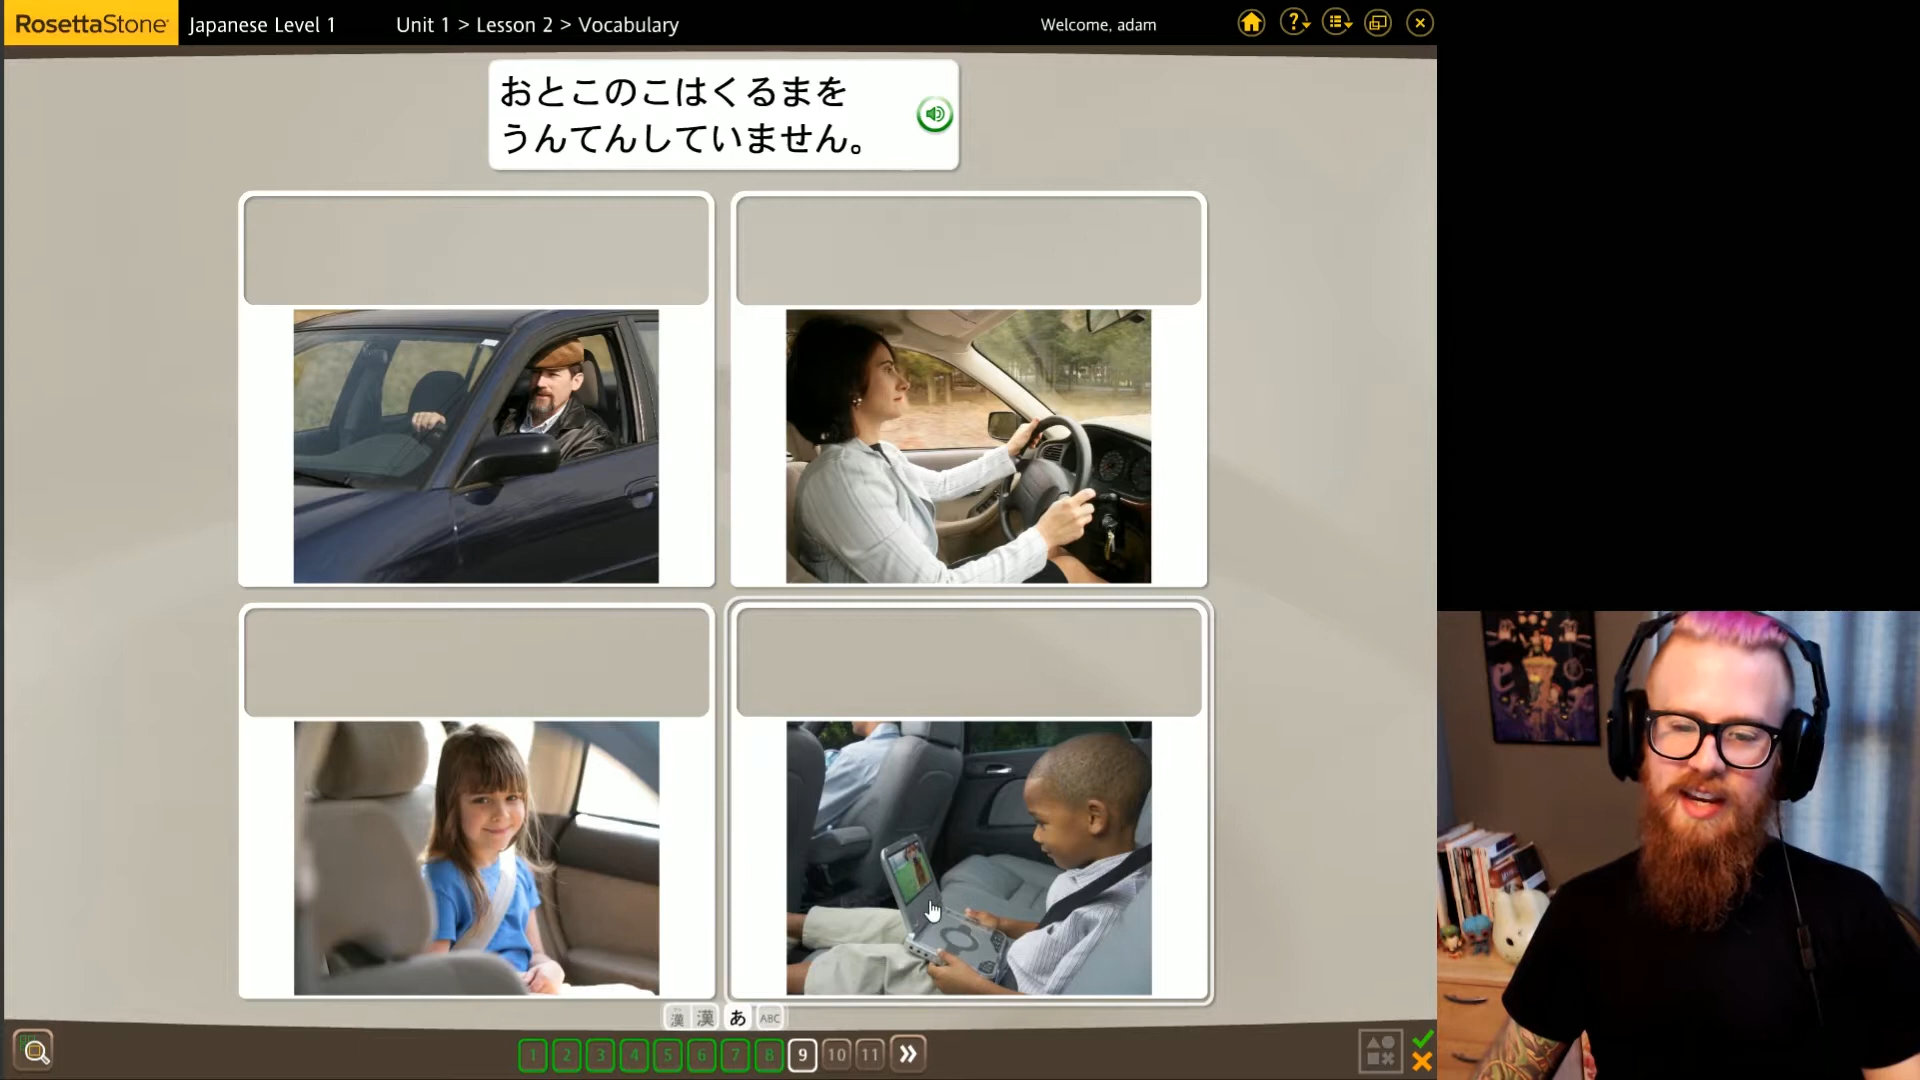 RosettaStone
Japanese Level 1
Unit 1 > Lesson 2 > Vocabulary
Welcome, adam
?
おとこのこはくるまを
うんてんしていません。
漢 漢 あ ABC
1 2 3 4 5 6 7 8 9 10 11